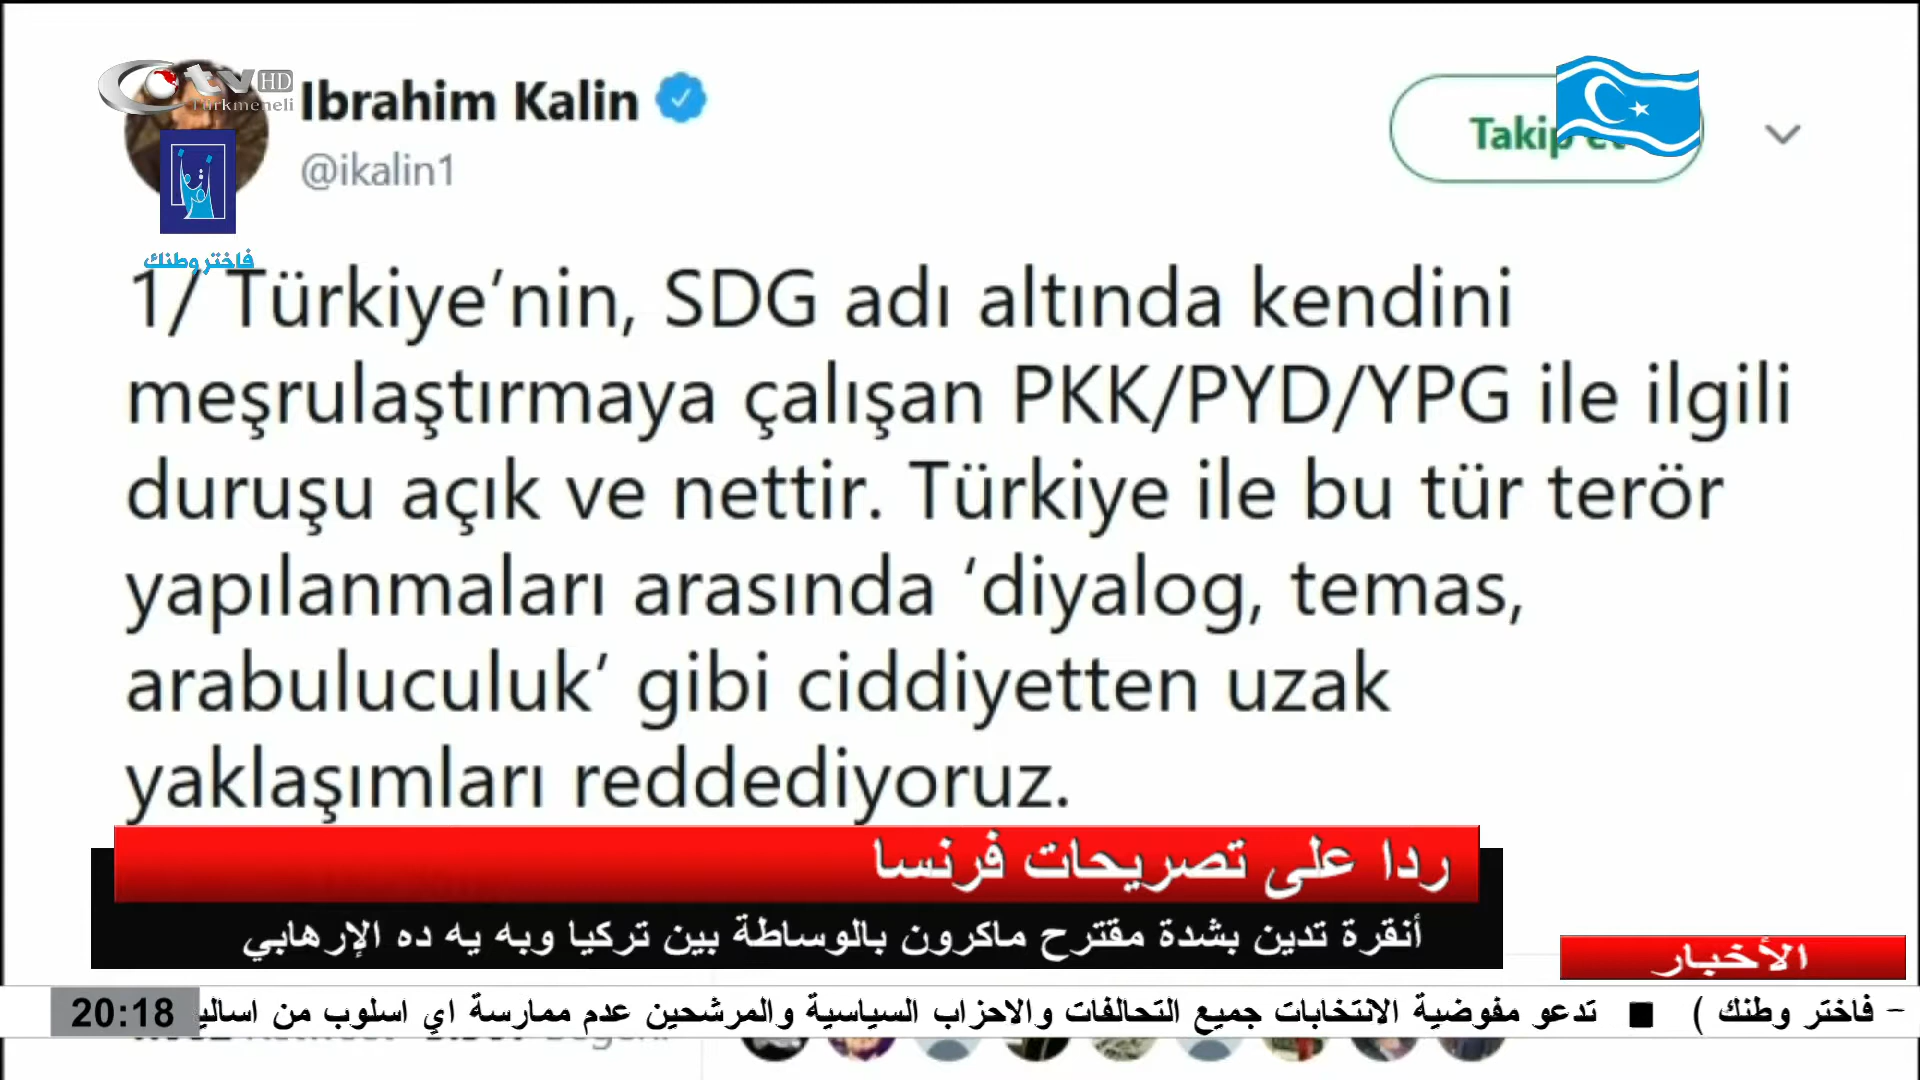 tv HD
Türkmeneli
Ibrahim Kalin
@ikalin1
Takip et
فاختر وطنك
1/ Türkiye’nin, SDG adı altında kendini
meşrulaştırmaya çalışan PKK/PYD/YPG ile ilgili
duruşu açık ve nettir. Türkiye ile bu tür terör
yapılanmaları arasında ‘diyalog, temas,
arabuluculuk’ gibi ciddiyetten uzak
yaklaşımları reddediyoruz.
ردا على تصريحات فرنسا
أنقرة تدين بشدة مقترح ماكرون بالوساطة بين تركيا وبه يه ده الإرهابي
الأخبار
- فاختر وطنك ) ■ تدعو مفوضية الانتخابات جميع التحالفات والاحزاب السياسية والمرشحين عدم ممارسة اي اسلوب من اسالي
20:18